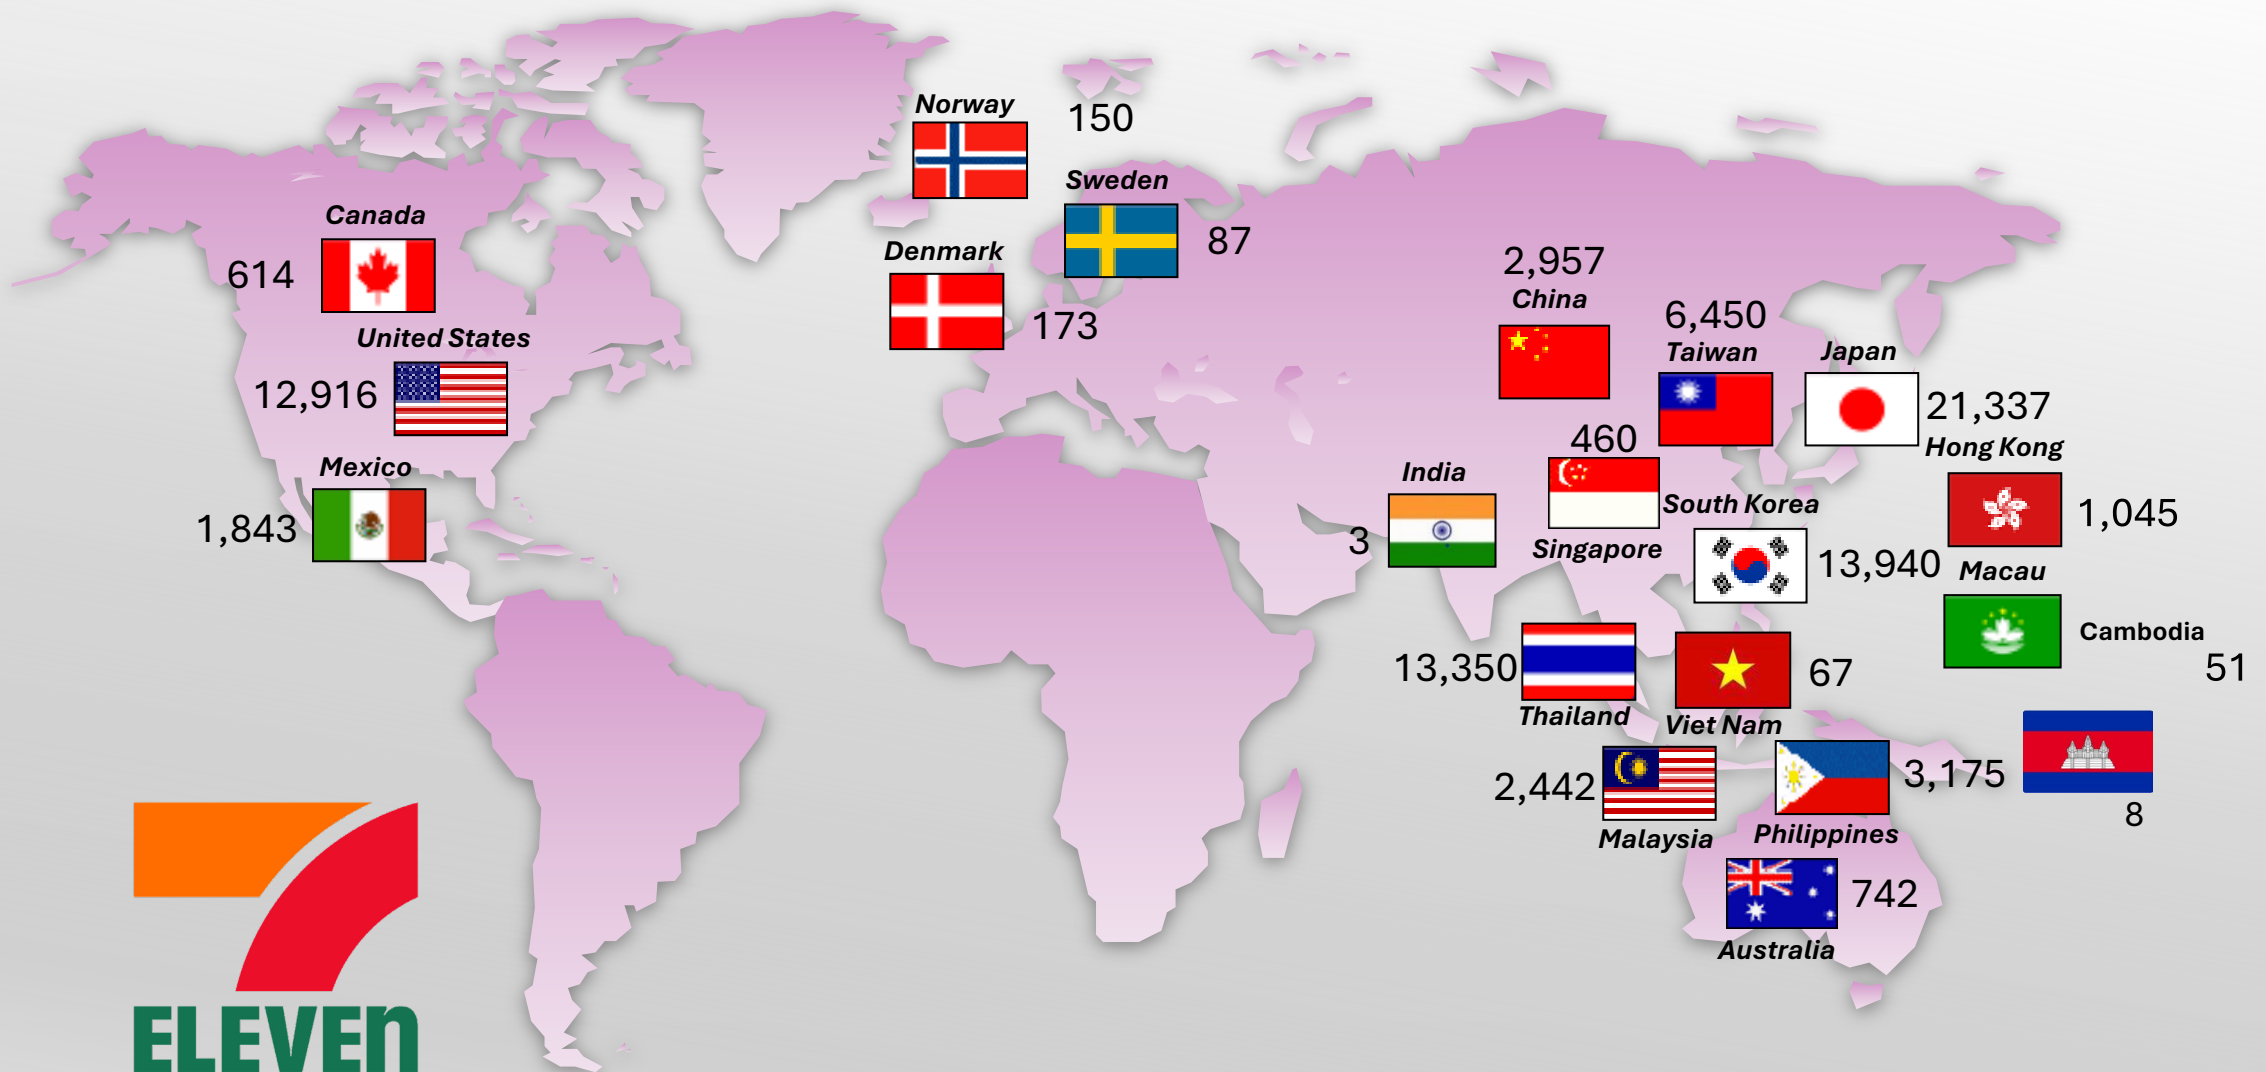 Norway
150
Sweden
87
Canada
614
Denmark
173
United States
12,916
Mexico
1,843
2,957
China
6,450
Taiwan
Japan
21,337
Hong Kong
1,045
460
Singapore
India
3
South Korea
13,940
Macau
Cambodia
51
13,350
Thailand
67
Viet Nam
2,442
Malaysia
3,175
Philippines
8
742
Australia
ELEVEn